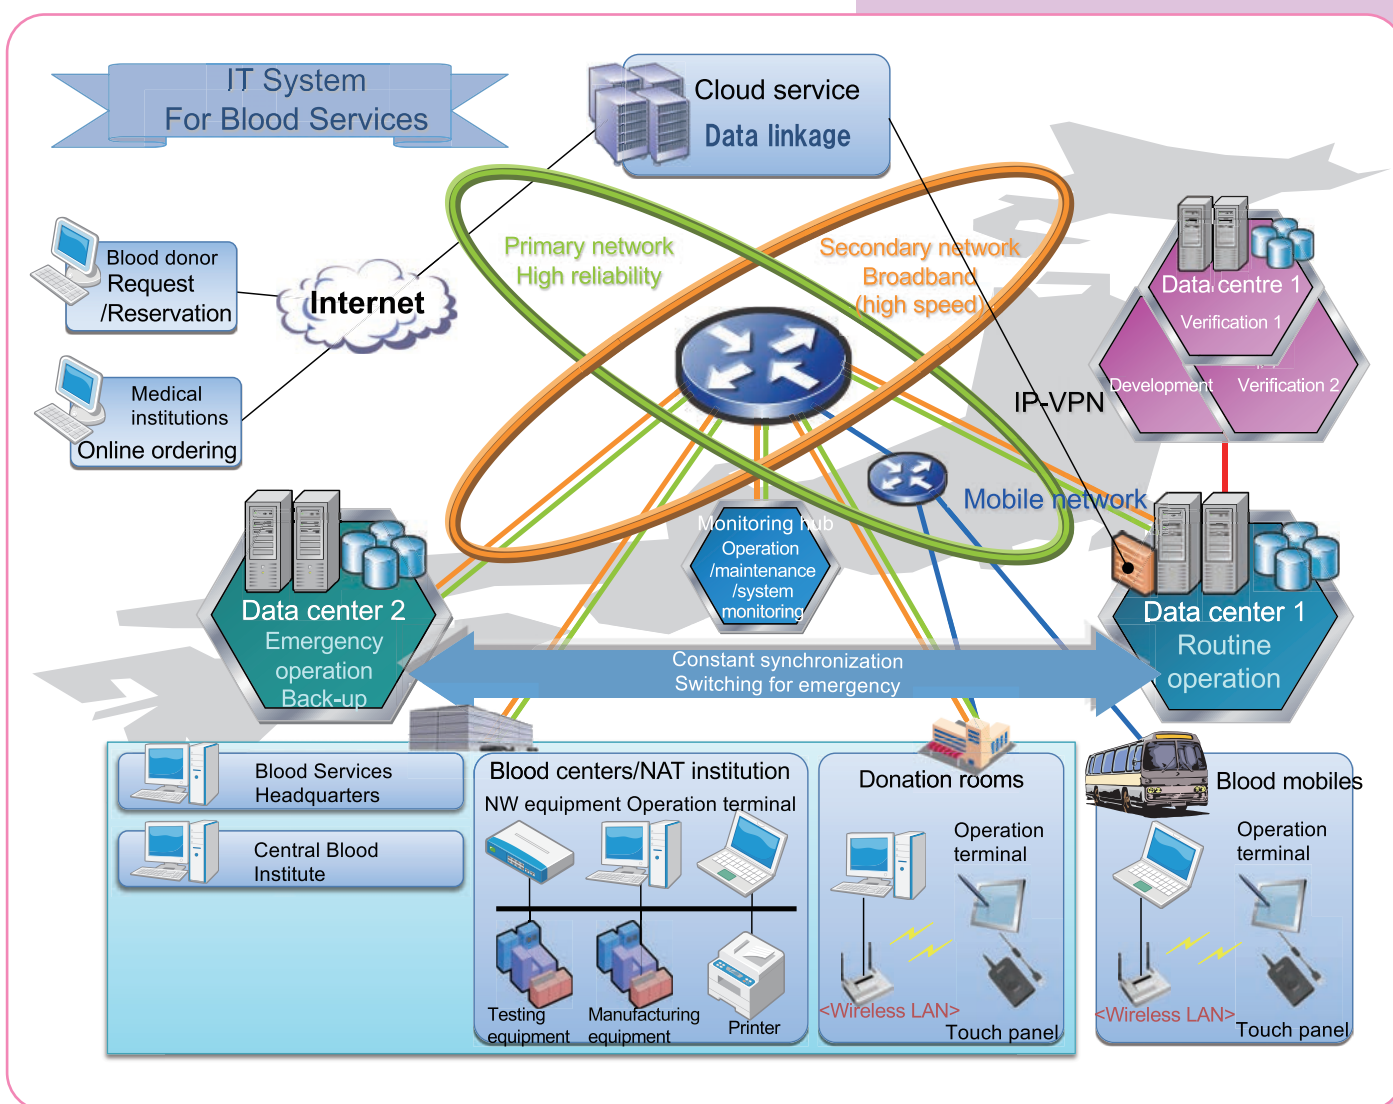 IT System
For Blood Services
Cloud service
Data linkage
Primary network
High reliability
Secondary network
Broadband
(high speed)
Blood donor
Request
/Reservation
Internet
Medical
institutions
Online ordering
Data centre 1
Verification 1
Development
Verification 2
IP-VPN
Mobile network
Monitoring hub
Operation
/maintenance
/system
monitoring
Data center 2
Emergency
operation
Back-up
Data center 1
Routine
operation
Constant synchronization
Switching for emergency
Blood Services
Headquarters
Central Blood
Institute
Blood centers/NAT institution
NW equipment Operation terminal
Testing
equipment
Manufacturing
equipment
Printer
Donation rooms
Operation
terminal
<Wireless LAN>
Touch panel
Blood mobiles
Operation
terminal
<Wireless LAN>
Touch panel